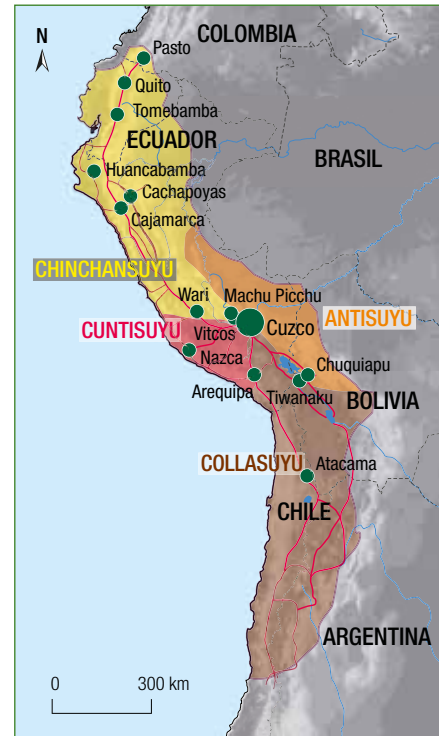 N
COLOMBIA
Pasto
Quito
Tomebamba
ECUADOR
BRASIL
Huancabamba
Cachapoyas
Cajamarca
CHINCHANSUYU
Wari
Machu Picchu
ANTISUYU
CUNTISUYU
Vitcos
Cuzco
Nazca
Chuquiapu
Arequipa
Tiwanaku
BOLIVIA
COLLASUYU
Atacama
CHILE
ARGENTINA
0 300 km